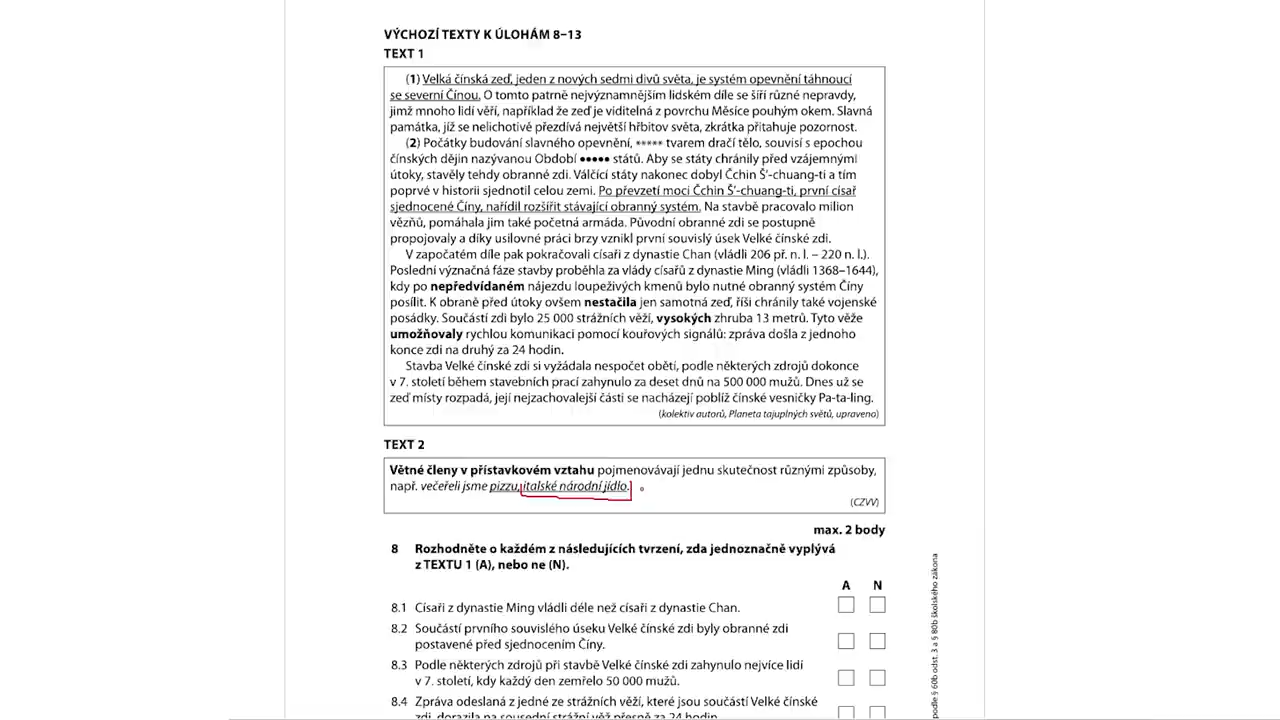 VÝCHOZÍ TEXTY K ÚLOHÁM 8–13
TEXT 1
(1) Velká čínská zeď, jeden z nových sedmi divů světa, je systém opevnění táhnoucí
se severní Čínou. O tomto patrně nejvýznamnějším lidském díle se šíří různé nepravdy,
jimž mnoho lidí věří, například že zeď je viditelná z povrchu Měsíce pouhým okem. Slavná
památka, jíž se nelichotivě přezdívá největší hřbitov světa, zkrátka přitahuje pozornost.
(2) Počátky budování slavného opevnění, ***** tvarem dračí tělo, souvisí s epochou
čínských dějin nazývanou Období ●●●●● států. Aby se státy chránily před vzájemnými
útoky, stavěly tehdy obranné zdi. Válčící státy nakonec dobyl Čchin Š’-chuang-ti a tím
poprvé v historii sjednotil celou zemi. Po převzetí moci Čchin Š’-chuang-ti, první císař
sjednocené Číny, nařídil rozšířit stávající obranný systém. Na stavbě pracovalo milion
vězňů, pomáhala jim také početná armáda. Původní obranné zdi se postupně
propojovaly a díky usilovné práci brzy vznikl první souvislý úsek Velké čínské zdi.
V započatém díle pak pokračovali císaři z dynastie Chan (vládli 206 př. n. l. – 220 n. l.).
Poslední význačná fáze stavby proběhla za vlády císařů z dynastie Ming (vládli 1368–1644),
kdy po nepředvídaném nájezdu loupeživých kmenů bylo nutné obranný systém Číny
posílit. K obraně před útoky ovšem nestačila jen samotná zeď, říši chránily také vojenské
posádky. Součástí zdi bylo 25 000 strážních věží, vysokých zhruba 13 metrů. Tyto věže
umožňovaly rychlou komunikaci pomocí kouřových signálů: zpráva došla z jednoho
konce zdi na druhý za 24 hodin.
Stavba Velké čínské zdi si vyžádala nespočet obětí, podle některých zdrojů dokonce
v 7. století během stavebních prací zahynulo za deset dnů na 500 000 mužů. Dnes už se
zeď místy rozpadá, její nejzachovalejší části se nacházejí poblíž čínské vesničky Pa-ta-ling.
(kolektiv autorů, Planeta tajuplných světů, upraveno)
TEXT 2
Větné členy v přístavkovém vztahu pojmenovávají jednu skutečnost různými způsoby,
např. večeřeli jsme pizzu, italské národní jídlo.
(CZVV)
max. 2 body
8 Rozhodněte o každém z následujících tvrzení, zda jednoznačně vyplývá
z TEXTU 1 (A), nebo ne (N).
A N
8.1 Císaři z dynastie Ming vládli déle než císaři z dynastie Chan.
8.2 Součástí prvního souvislého úseku Velké čínské zdi byly obranné zdi
postavené před sjednocením Číny.
8.3 Podle některých zdrojů při stavbě Velké čínské zdi zahynulo nejvíce lidí
v 7. století, kdy každý den zemřelo 50 000 mužů.
8.4 Zpráva odeslaná z jedné ze strážních věží, které jsou součástí Velké čínské
zdi, dorazila na sousední strážní věž přesně za 24 hodin.
podle § 60b odst. 3 a § 80b školského zákona